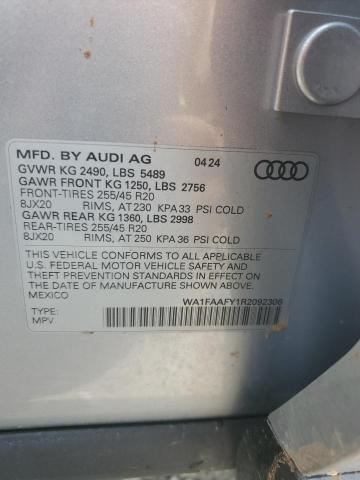 MFD. BY AUDI AG 04 24
GVWR KG 2490, LBS 5489
GAWR FRONT KG 1250, LBS 2756
FRONT-TIRES 255/45 R20
8JX20 RIMS, AT 230 KPA 33 PSI COLD
GAWR REAR KG 1360, LBS 2998
REAR-TIRES 255/45 R20
8JX20 RIMS, AT 250 KPA 36 PSI COLD
THIS VEHICLE CONFORMS TO ALL APPLICABLE
U.S. FEDERAL MOTOR VEHICLE SAFETY AND
THEFT PREVENTION STANDARDS IN EFFECT ON
THE DATE OF MANUFACTURE SHOWN ABOVE.
MEXICO
WA1FAAFY1R2092306
TYPE:
MPV